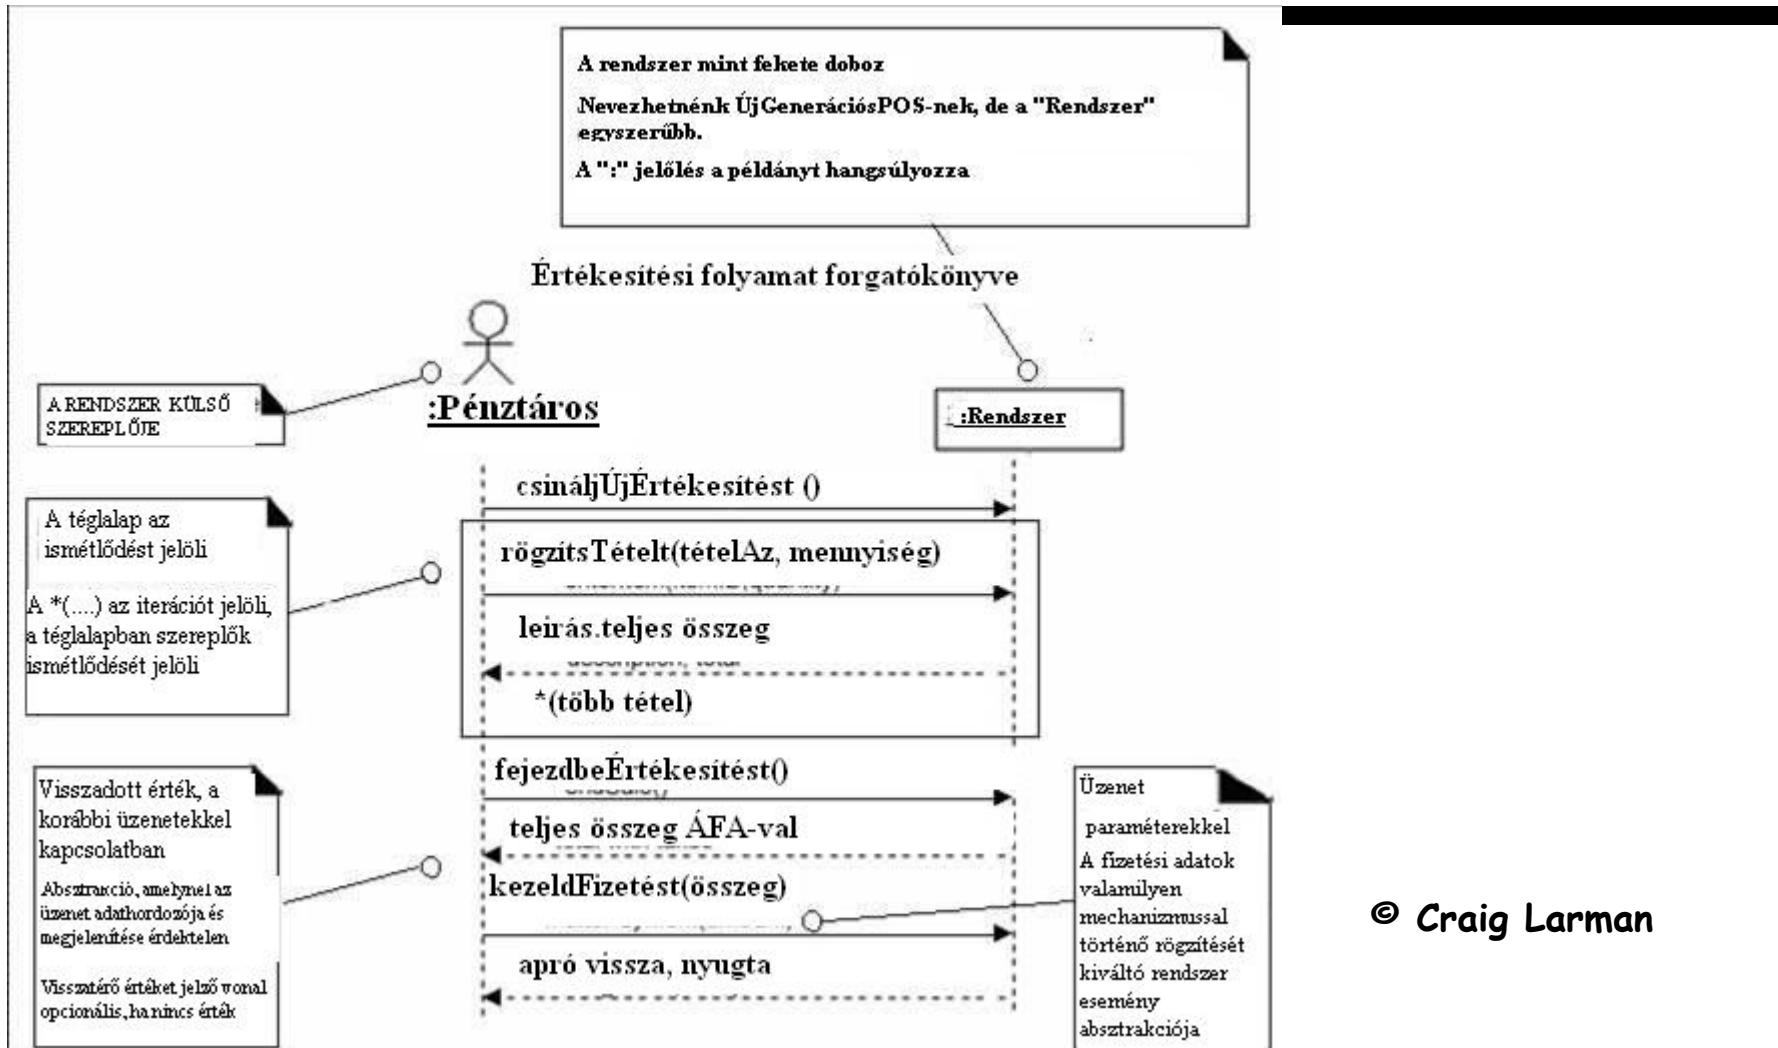 A rendszer mint fekete doboz
Nevezhetnénk ÚjGenerációsPOS-nek, de a "Rendszer"
egyszerűbb.
A ":" jelőlés a példányt hangsúlyozza
Értékesítési folyamat forgatókönyve
A RENDSZER KÜLSŐ
SZEREPLŐJE
:Pénztáros
:Rendszer
csináljÚjÉrtékesítést ()
A téglalap az
ismétlődést jelöli
A *(....) az iterációt jelöli,
a téglalapban szereplők
ismétlődését jelöli
rögzítsTételt(tételAz, mennyiség)
leirás.teljes összeg
*(több tétel)
fejezdbeÉrtékesítést()
teljes összeg ÁFA-val
kezeldFizetést(összeg)
apró vissza, nyugta
Visszadott érték, a
korábbi üzenetekkel
kapcsolatban
Absztrakció, amelynel az
üzenet adathordozója és
megjelenítése érdektelen
Visszatérő értéket jelző vonal
opcionális, ha nincs érték
Üzenet
paraméterekkel
A fizetési adatok
valamilyen
mechanizmussal
történő rögzítését
kiváltó rendszer
esemény
absztrakciója
© Craig Larman